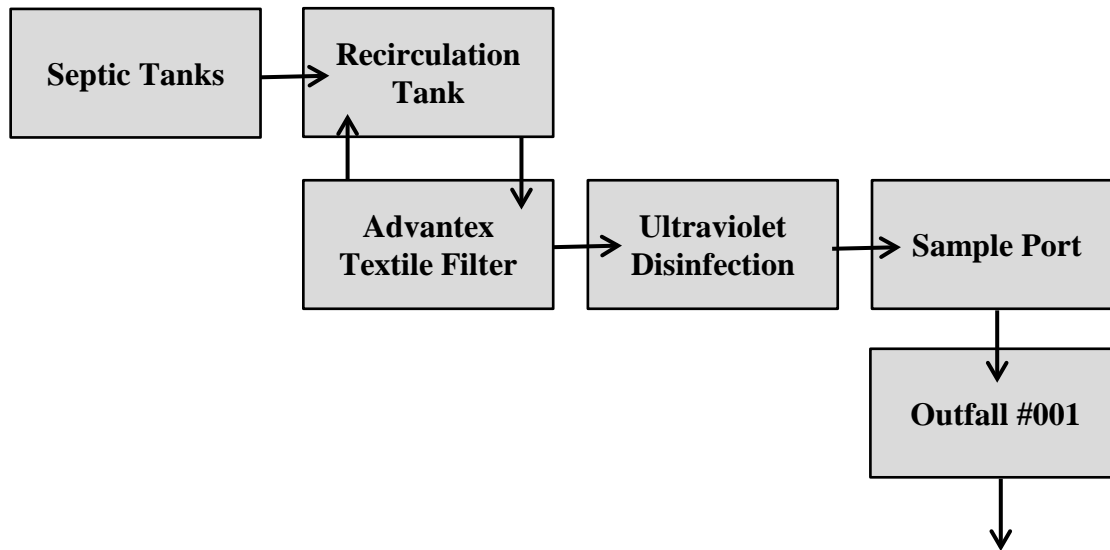 Septic Tanks
Recirculation
Tank
Advantex
Textile Filter
Ultraviolet
Disinfection
Sample Port
Outfall #001